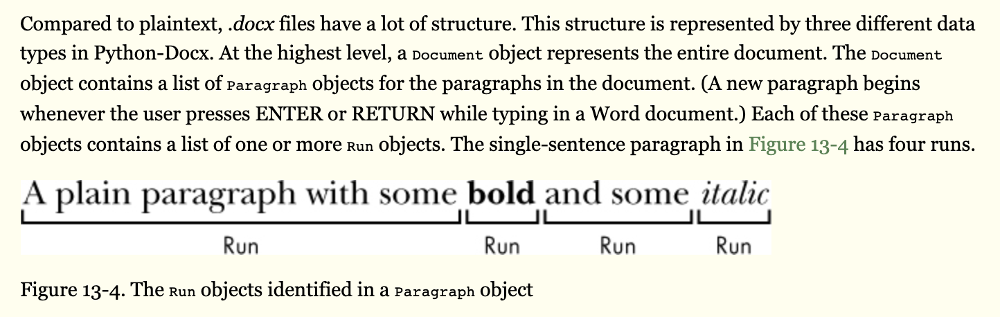 Compared to plaintext, .docx files have a lot of structure. This structure is represented by three different data
types in Python-Docx. At the highest level, a Document object represents the entire document. The Document
object contains a list of Paragraph objects for the paragraphs in the document. (A new paragraph begins
whenever the user presses ENTER or RETURN while typing in a Word document.) Each of these Paragraph
objects contains a list of one or more Run objects. The single-sentence paragraph in Figure 13-4 has four runs.
A plain paragraph with some bold and some italic
Run Run Run Run
Figure 13-4. The Run objects identified in a Paragraph object